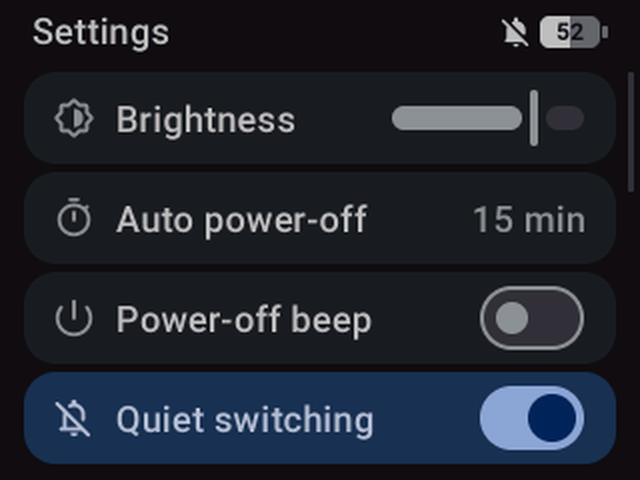 Settings
52
Brightness
Auto power-off 15 min
Power-off beep
Quiet switching